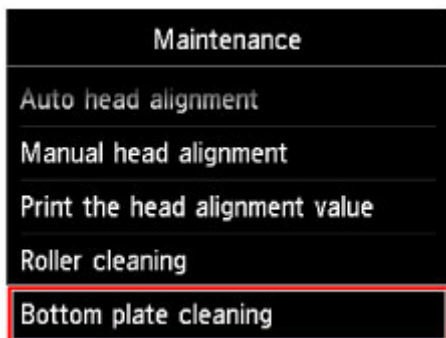 Maintenance
Auto head alignment
Manual head alignment
Print the head alignment value
Roller cleaning
Bottom plate cleaning